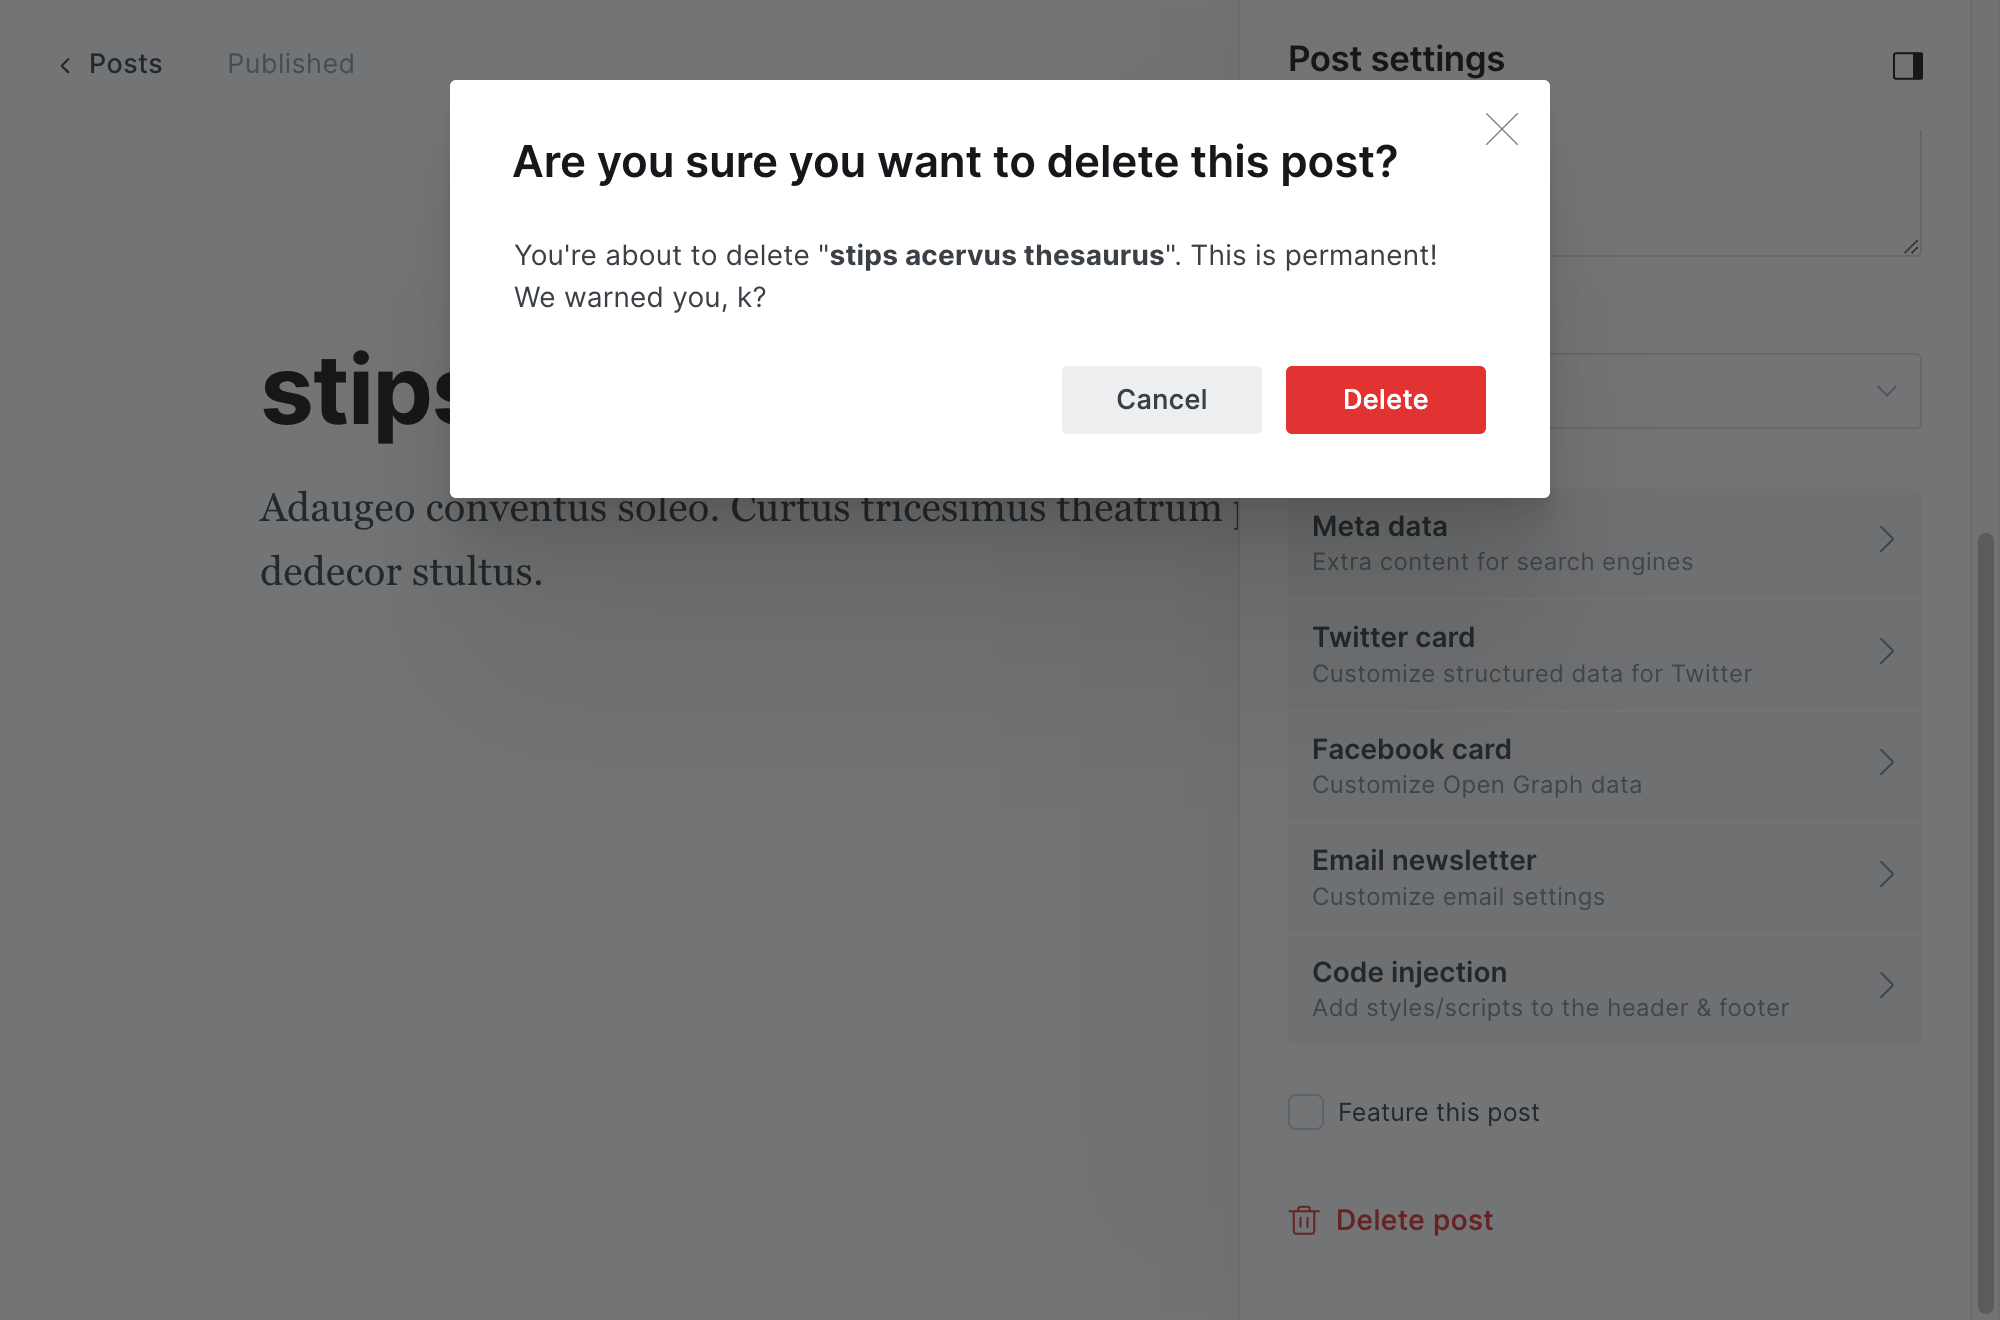 Posts
Published
Post settings
Are you sure you want to delete this post?
You're about to delete "stips acervus thesaurus". This is permanent!
We warned you, k?
Cancel
Delete
stips
Adaugeo conventus soleo. Curtus tricesimus theatrum
dedecor stultus.
Meta data
Extra content for search engines
Twitter card
Customize structured data for Twitter
Facebook card
Customize Open Graph data
Email newsletter
Customize email settings
Code injection
Add styles/scripts to the header & footer
Feature this post
Delete post